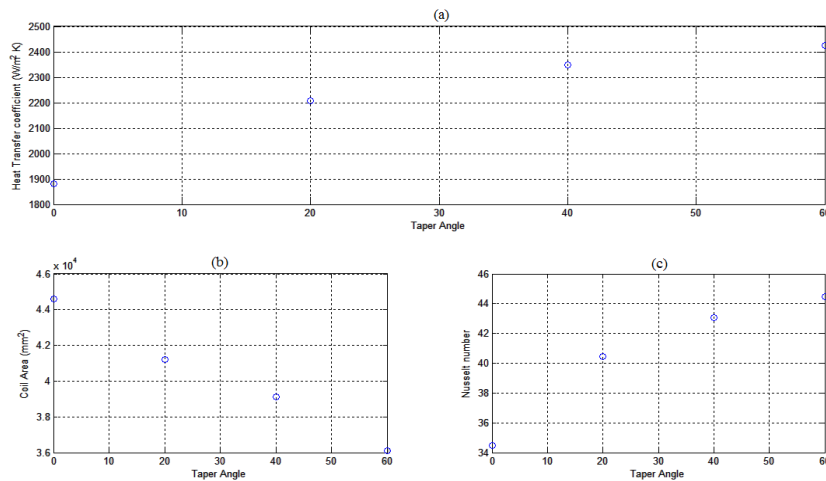 (a)
Heat Transfer coefficient (W/m² K)
2500
2400
2300
2200
2100
2000
1900
1800
0 10 20 30 40 50 60
Taper Angle
(b)
x 10⁴
Coil Area (mm²)
4.6
4.4
4.2
4
3.8
3.6
0 10 20 30 40 50 60
Taper Angle
(c)
Nusselt number
46
44
42
40
38
36
34
0 10 20 30 40 50 60
Taper Angle